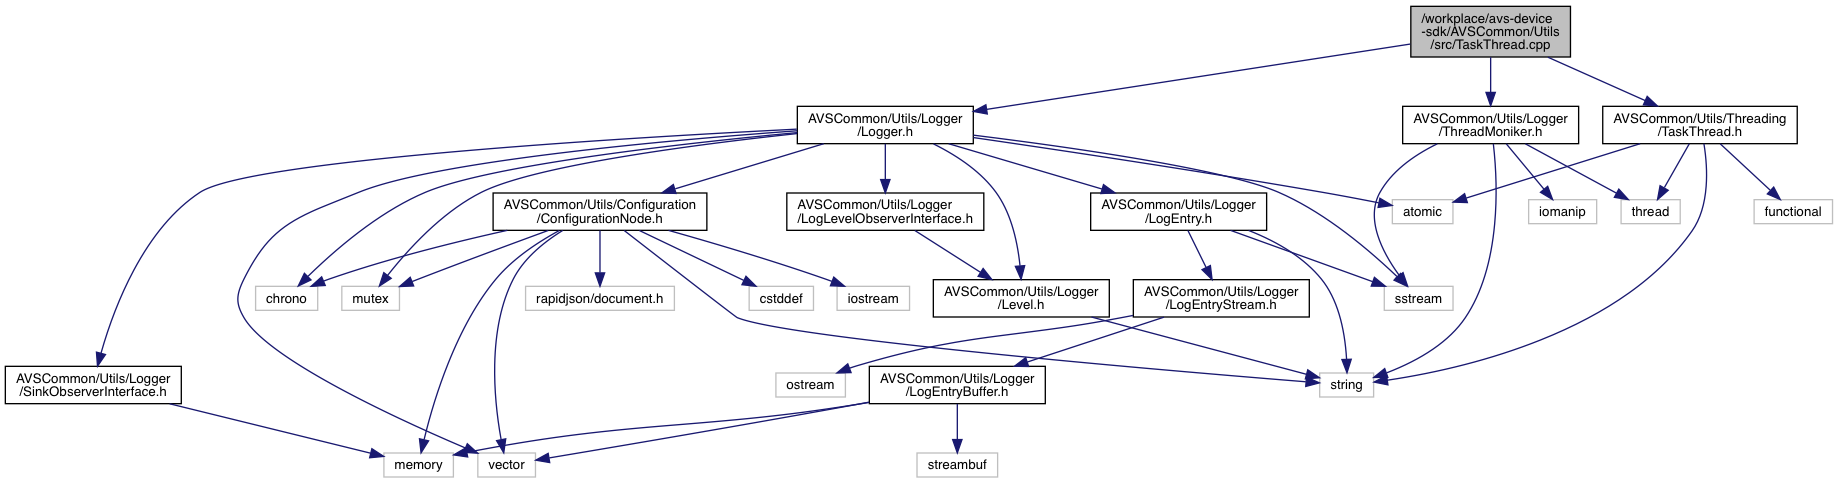 /workplace/avs-device
-sdk/AVSCommon/Utils
/src/TaskThread.cpp
AVSCommon/Utils/Logger
/Logger.h
AVSCommon/Utils/Logger
/ThreadMoniker.h
AVSCommon/Utils/Threading
/TaskThread.h
AVSCommon/Utils/Configuration
/ConfigurationNode.h
AVSCommon/Utils/Logger
/LogLevelObserverInterface.h
AVSCommon/Utils/Logger
/LogEntry.h
atomic
iomanip
thread
functional
chrono
mutex
rapidjson/document.h
cstddef
iostream
AVSCommon/Utils/Logger
/Level.h
AVSCommon/Utils/Logger
/LogEntryStream.h
sstream
AVSCommon/Utils/Logger
/SinkObserverInterface.h
ostream
AVSCommon/Utils/Logger
/LogEntryBuffer.h
string
memory
vector
streambuf